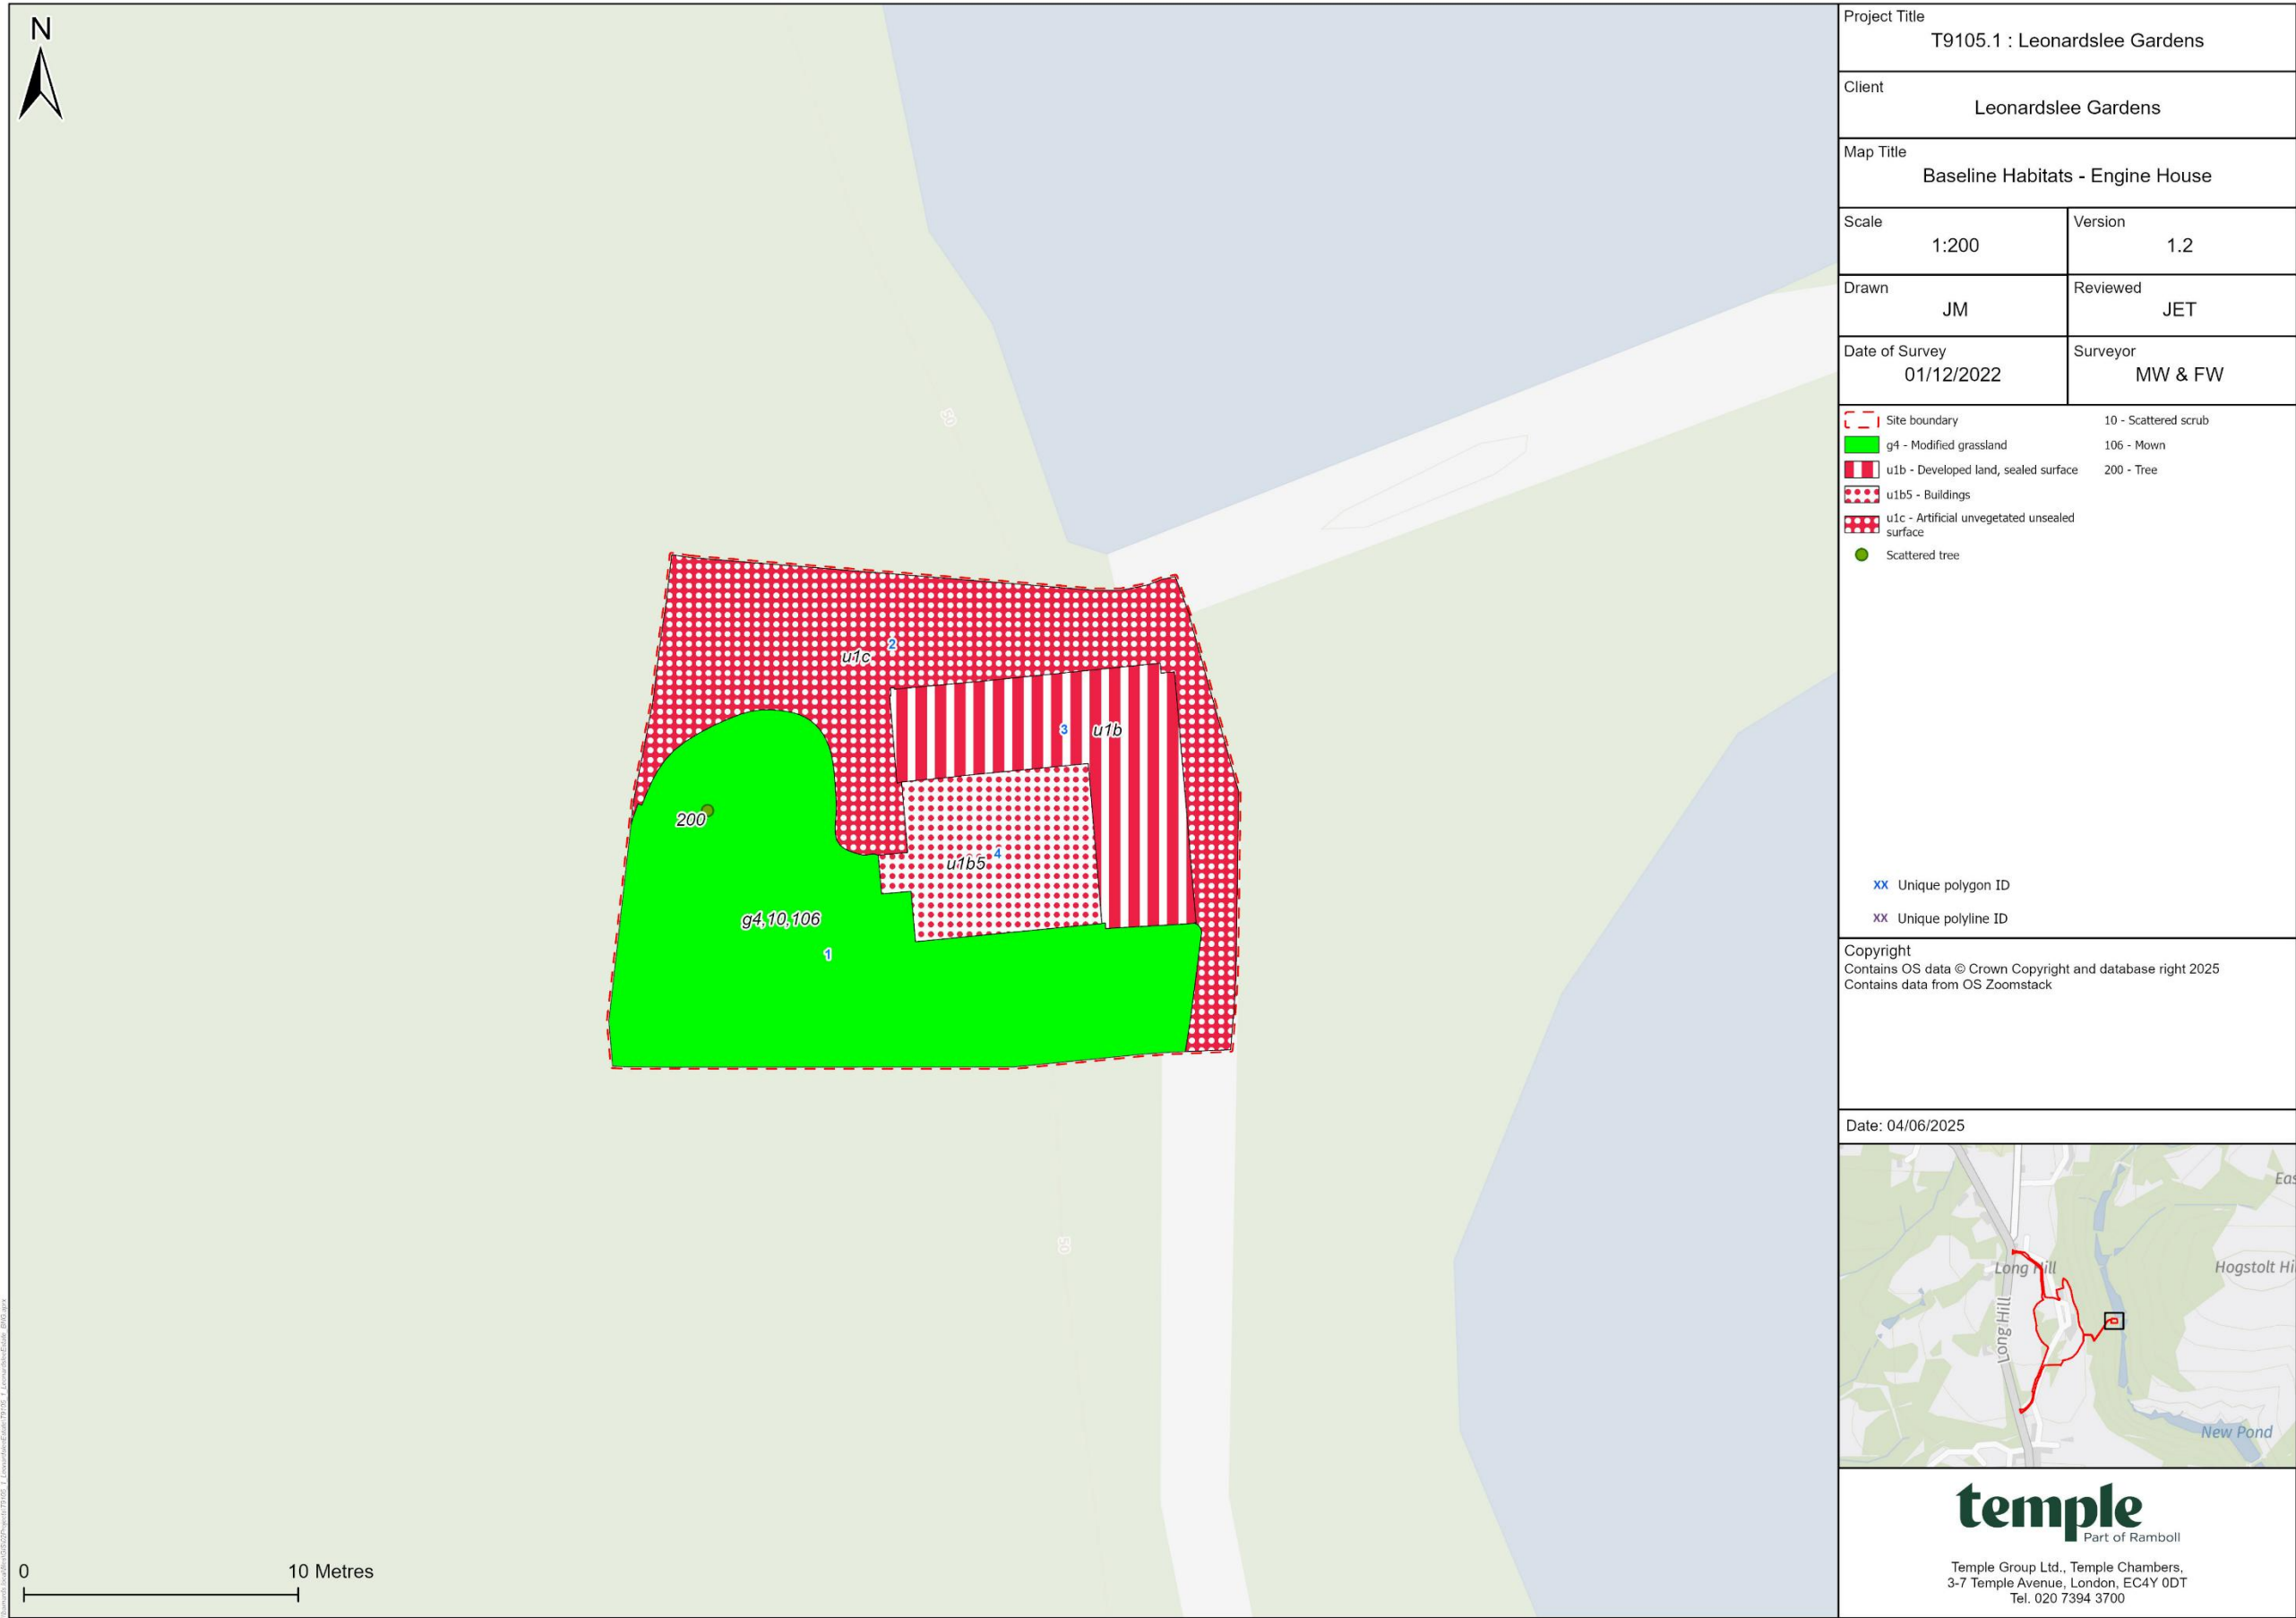 N
85
2
u1c
3
u1b
200
4
u1b5
g4,10,106
1
0
10 Metres
Project Title
T9105.1 : Leonardslee Gardens
Client
Leonardslee Gardens
Map Title
Baseline Habitats - Engine House
Scale
1:200
Version
1.2
Drawn
JM
Reviewed
JET
Date of Survey
01/12/2022
Surveyor
MW & FW
Site boundary
g4 - Modified grassland
u1b - Developed land, sealed surface
u1b5 - Buildings
u1c - Artificial unvegetated unsealed
surface
Scattered tree
10 - Scattered scrub
106 - Mown
200 - Tree
XX Unique polygon ID
XX Unique polyline ID
Copyright
Contains OS data © Crown Copyright and database right 2025
Contains data from OS Zoomstack
Date: 04/06/2025
Eas
Long Hill
Hogstolt Hi
Long Hill
New Pond
temple
Part of Ramboll
Temple Group Ltd., Temple Chambers,
3-7 Temple Avenue, London, EC4Y 0DT
Tel. 020 7394 3700